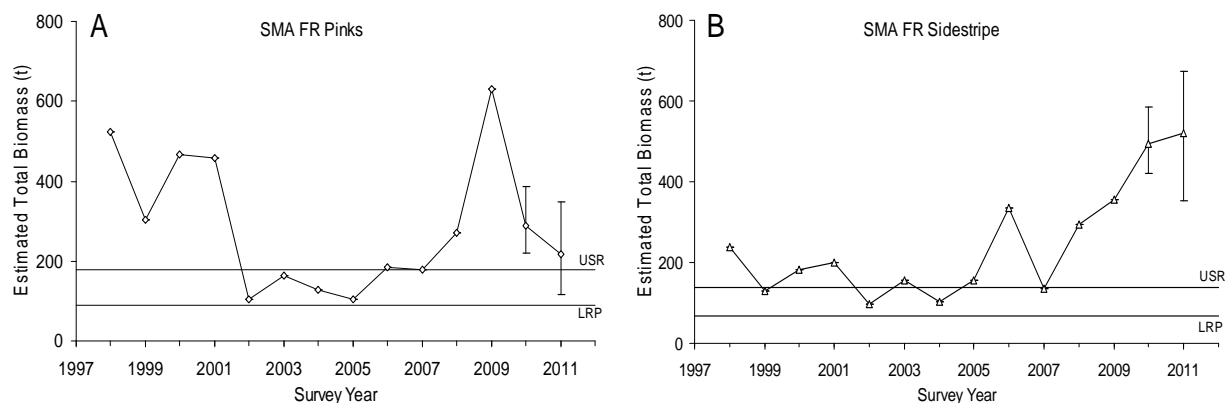 A
SMA FR Pinks
Estimated Total Biomass (t)
800
600
400
200
0
USR
LRP
1997 1999 2001 2003 2005 2007 2009 2011
Survey Year
B
SMA FR Sidestripe
Estimated Total Biomass (t)
800
600
400
200
0
USR
LRP
1997 1999 2001 2003 2005 2007 2009 2011
Survey Year